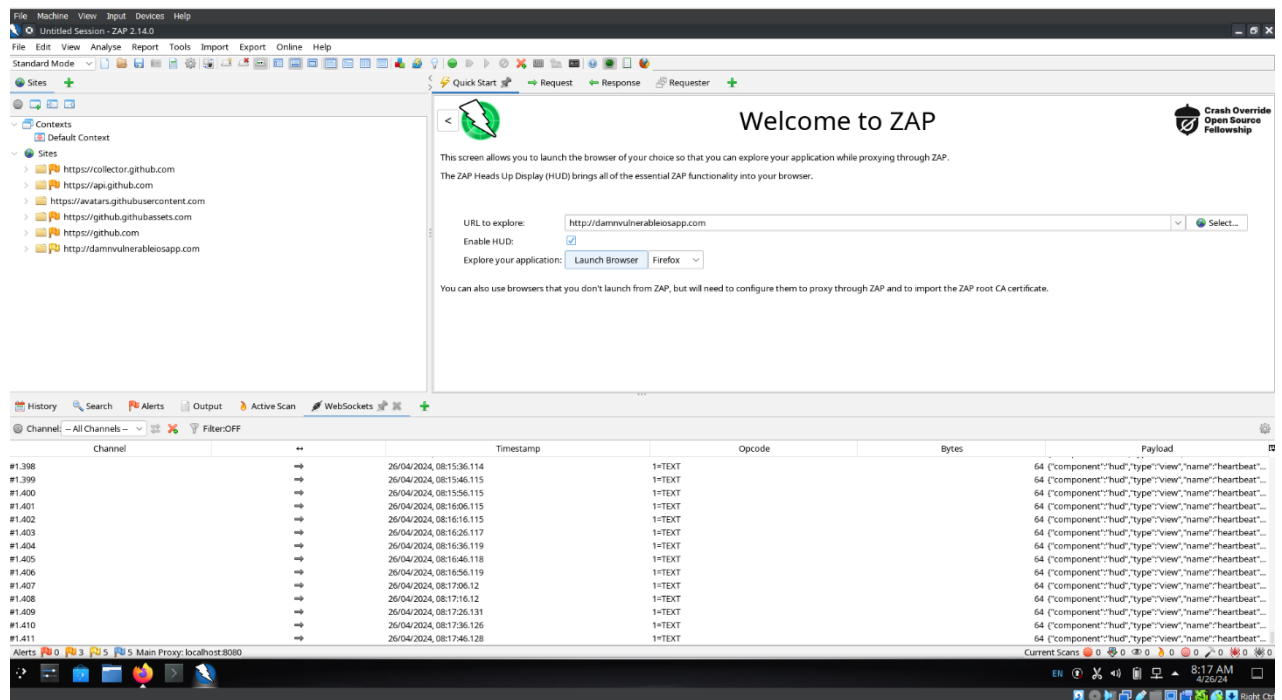 File Machine View Input Devices Help
Untitled Session - ZAP 2.14.0
File Edit View Analyse Report Tools Import Export Online Help
Standard Mode
Sites
Quick Start Request Response Requester
Contexts
Default Context
Sites
https://collector.github.com
https://api.github.com
https://avatars.githubusercontent.com
https://github.githubassets.com
https://github.com
http://damnvulnerableiosapp.com
<
Welcome to ZAP
Crash Override
Open Source
Fellowship
This screen allows you to launch the browser of your choice so that you can explore your application while proxying through ZAP.
The ZAP Heads Up Display (HUD) brings all of the essential ZAP functionality into your browser.
URL to explore: http://damnvulnerableiosapp.com Select...
Enable HUD:
Explore your application: Launch Browser Firefox
You can also use browsers that you don't launch from ZAP, but will need to configure them to proxy through ZAP and to import the ZAP root CA certificate.
History Search Alerts Output Active Scan WebSockets
Channel: -- All Channels -- Filter:OFF
Channel Timestamp Opcode Bytes Payload
#1.398 26/04/2024, 08:15:36.114 1=TEXT 64 {"component":"hud","type":"view","name":"heartbeat"...
#1.399 26/04/2024, 08:15:46.115 1=TEXT 64 {"component":"hud","type":"view","name":"heartbeat"...
#1.400 26/04/2024, 08:15:56.115 1=TEXT 64 {"component":"hud","type":"view","name":"heartbeat"...
#1.401 26/04/2024, 08:16:06.115 1=TEXT 64 {"component":"hud","type":"view","name":"heartbeat"...
#1.402 26/04/2024, 08:16:16.115 1=TEXT 64 {"component":"hud","type":"view","name":"heartbeat"...
#1.403 26/04/2024, 08:16:26.117 1=TEXT 64 {"component":"hud","type":"view","name":"heartbeat"...
#1.404 26/04/2024, 08:16:36.119 1=TEXT 64 {"component":"hud","type":"view","name":"heartbeat"...
#1.405 26/04/2024, 08:16:46.118 1=TEXT 64 {"component":"hud","type":"view","name":"heartbeat"...
#1.406 26/04/2024, 08:16:56.119 1=TEXT 64 {"component":"hud","type":"view","name":"heartbeat"...
#1.407 26/04/2024, 08:17:06.12 1=TEXT 64 {"component":"hud","type":"view","name":"heartbeat"...
#1.408 26/04/2024, 08:17:16.12 1=TEXT 64 {"component":"hud","type":"view","name":"heartbeat"...
#1.409 26/04/2024, 08:17:26.131 1=TEXT 64 {"component":"hud","type":"view","name":"heartbeat"...
#1.410 26/04/2024, 08:17:36.126 1=TEXT 64 {"component":"hud","type":"view","name":"heartbeat"...
#1.411 26/04/2024, 08:17:46.128 1=TEXT 64 {"component":"hud","type":"view","name":"heartbeat"...
Alerts 0 3 5 5 Main Proxy: localhost:8080 Current Scans 0 0 0 0 0 0 0 0
EN 8:17 AM
4/26/24
Right Ctrl